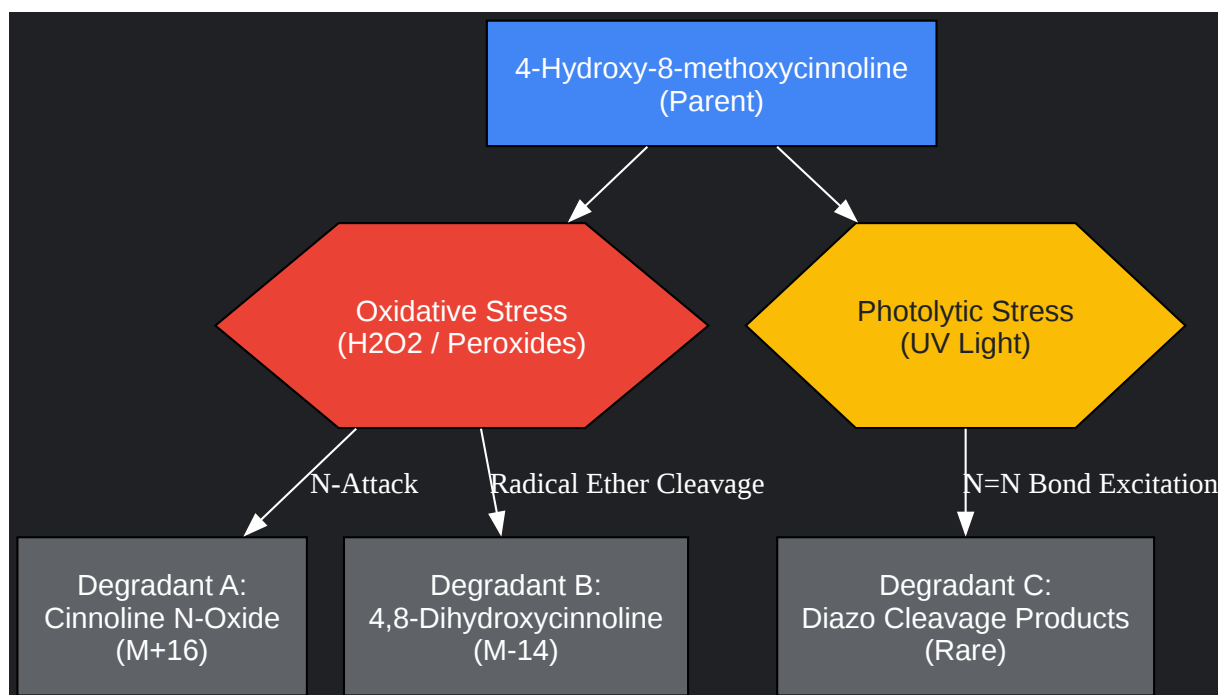 4-Hydroxy-8-methoxycinnoline
(Parent)
Oxidative Stress
(H2O2 / Peroxides)
Photolytic Stress
(UV Light)
N-Attack
Radical Ether Cleavage
N=N Bond Excitation
Degradant A:
Cinnoline N-Oxide
(M+16)
Degradant B:
4,8-Dihydroxycinnoline
(M-14)
Degradant C:
Diazo Cleavage Products
(Rare)